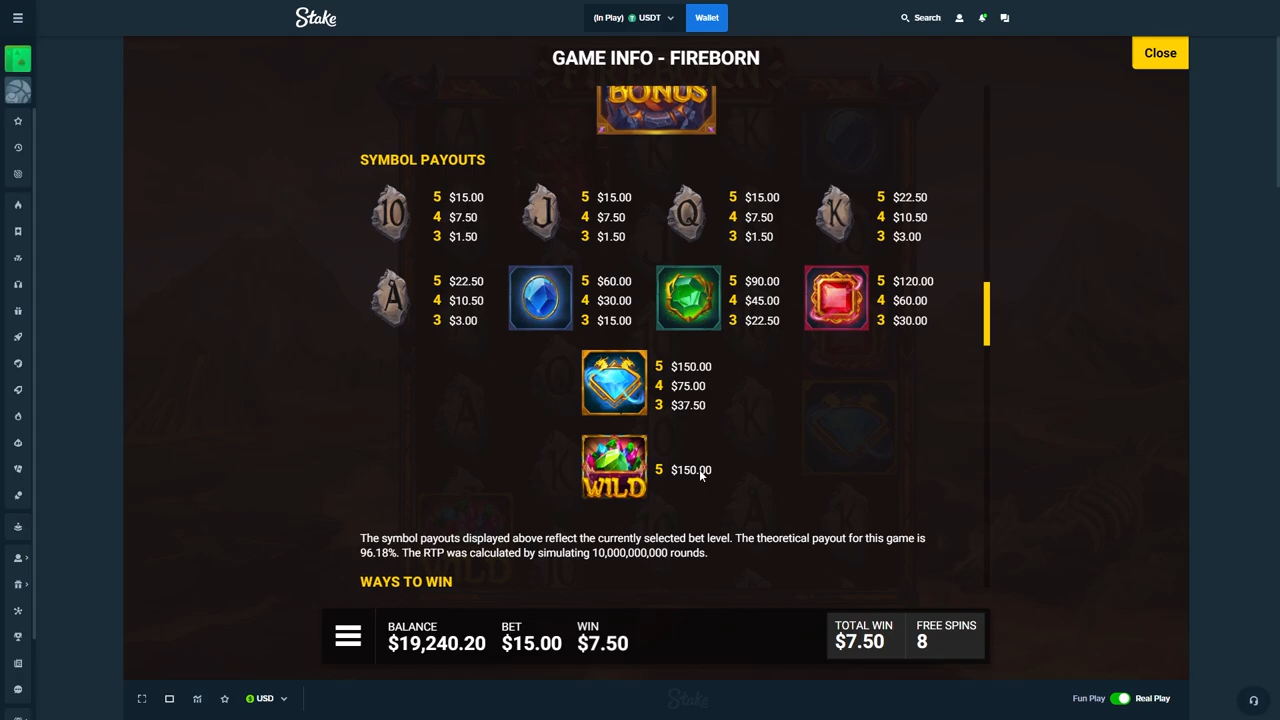 Stake
(In Play) USDT
Wallet
Search
GAME INFO - FIREBORN
Close
BONUS
SYMBOL PAYOUTS
10 5 $15.00 J 5 $15.00 Q 5 $15.00 K 5 $22.50
4 $7.50 4 $7.50 4 $7.50 4 $10.50
3 $1.50 3 $1.50 3 $1.50 3 $3.00
A 5 $22.50 5 $60.00 5 $90.00 5 $120.00
4 $10.50 4 $30.00 4 $45.00 4 $60.00
3 $3.00 3 $15.00 3 $22.50 3 $30.00
5 $150.00
4 $75.00
3 $37.50
WILD 5 $150.00
The symbol payouts displayed above reflect the currently selected bet level. The theoretical payout for this game is
96.18%. The RTP was calculated by simulating 10,000,000,000 rounds.
WAYS TO WIN
BALANCE BET WIN TOTAL WIN FREE SPINS
$19,240.20 $15.00 $7.50 $7.50 8
USD
Stake
Fun Play Real Play